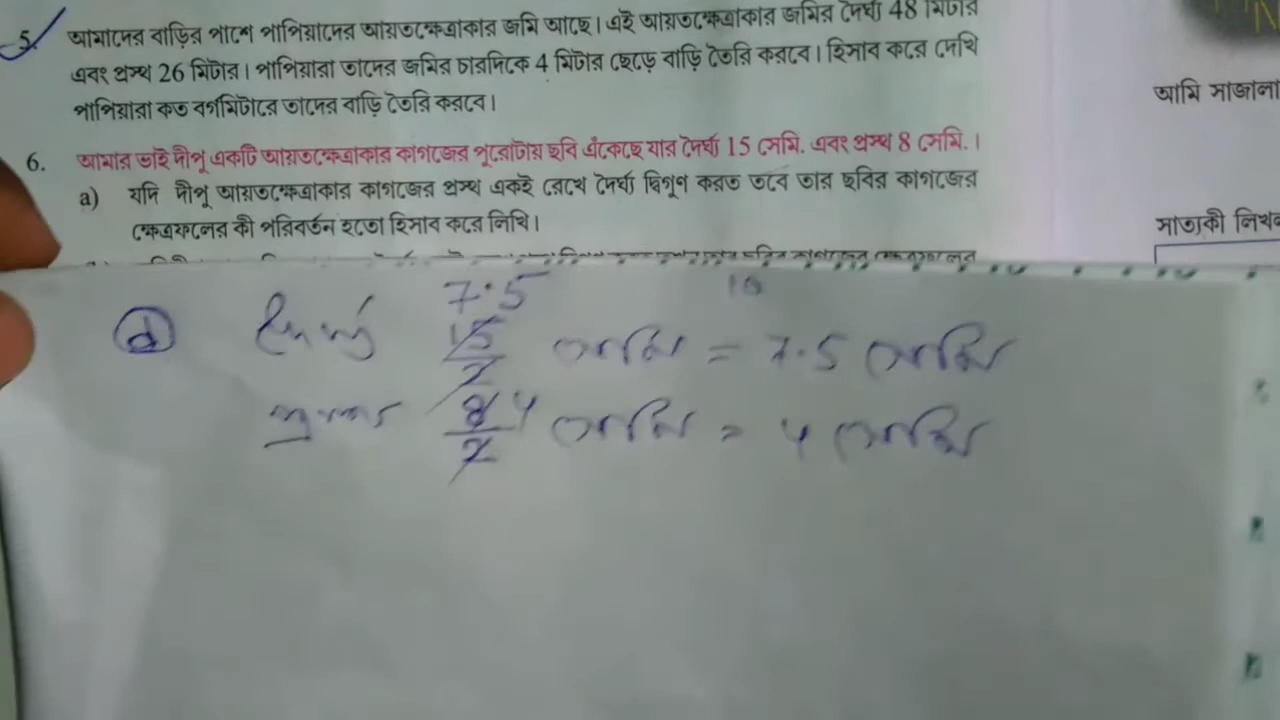 5. আমাদের বাড়ির পাশে পাপিয়াদের আয়তক্ষেত্রাকার জমি আছে। এই আয়তক্ষেত্রাকার জমির দৈর্ঘ্য 48 মিটার
এবং প্রস্থ 26 মিটার। পাপিয়ারা তাদের জমির চারদিকে 4 মিটার ছেড়ে বাড়ি তৈরি করবে। হিসাব করে দেখি
পাপিয়ারা কত বর্গমিটারে তাদের বাড়ি তৈরি করবে।
আমি সাজালা
6. আমার ভাই দীপু একটি আয়তক্ষেত্রাকার কাগজের পুরোটায় ছবি এঁকেছে যার দৈর্ঘ্য 15 সেমি. এবং প্রস্থ 8 সেমি.।
a) যদি দীপু আয়তক্ষেত্রাকার কাগজের প্রস্থ একই রেখে দৈর্ঘ্য দ্বিগুণ করত তবে তার ছবির কাগজের
ক্ষেত্রফলের কী পরিবর্তন হতো হিসাব করে লিখি।
সাত্যকী লিখল
7.5
10
d দৈর্ঘ্য 15/2 সেমি = 7.5 সেমি
প্রস্থ 8/2 4 সেমি = 4 সেমি